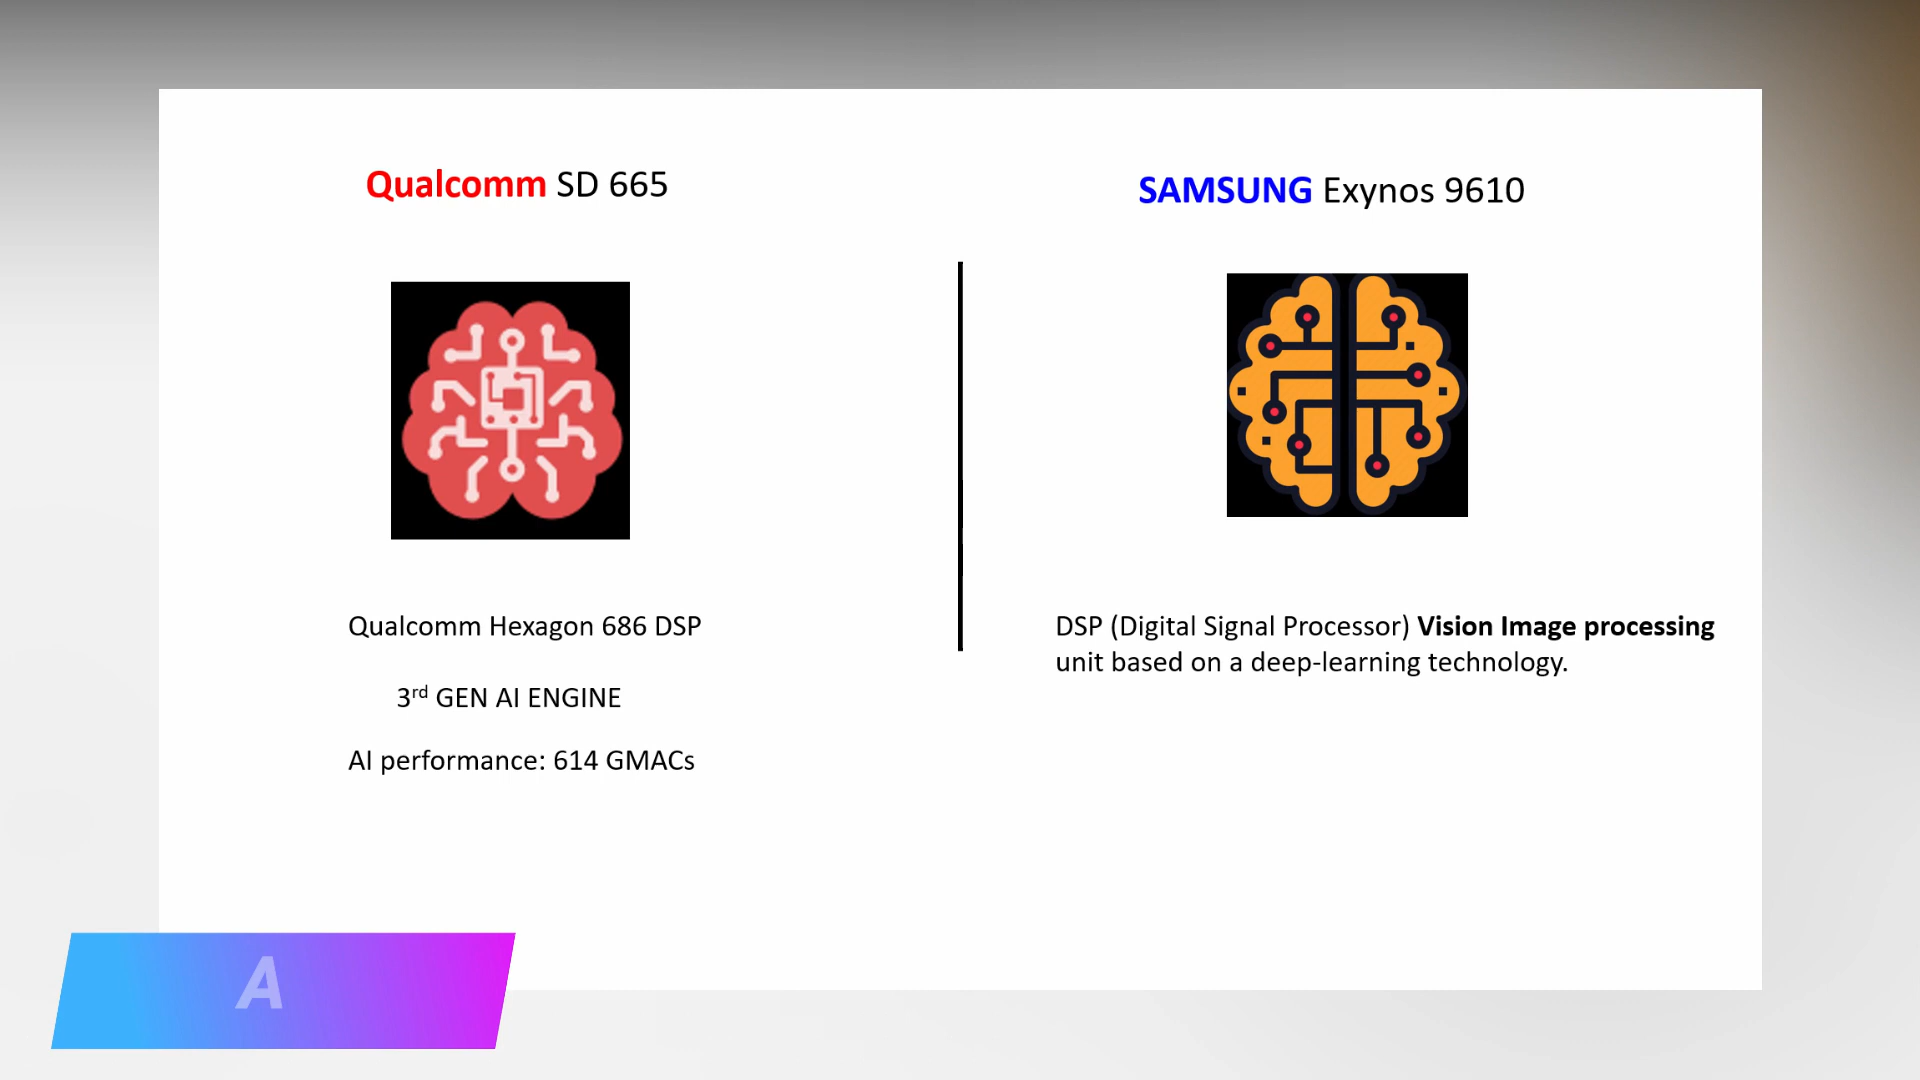 Qualcomm SD 665
SAMSUNG Exynos 9610
Qualcomm Hexagon 686 DSP
3rd GEN AI ENGINE
AI performance: 614 GMACs
DSP (Digital Signal Processor) Vision Image processing
unit based on a deep-learning technology.
A